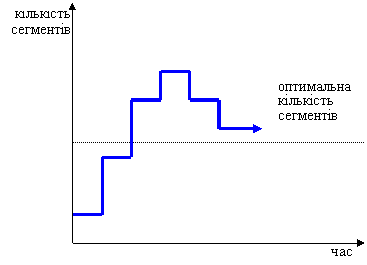 кількість
сегментів
оптимальна
кількість
сегментів
час